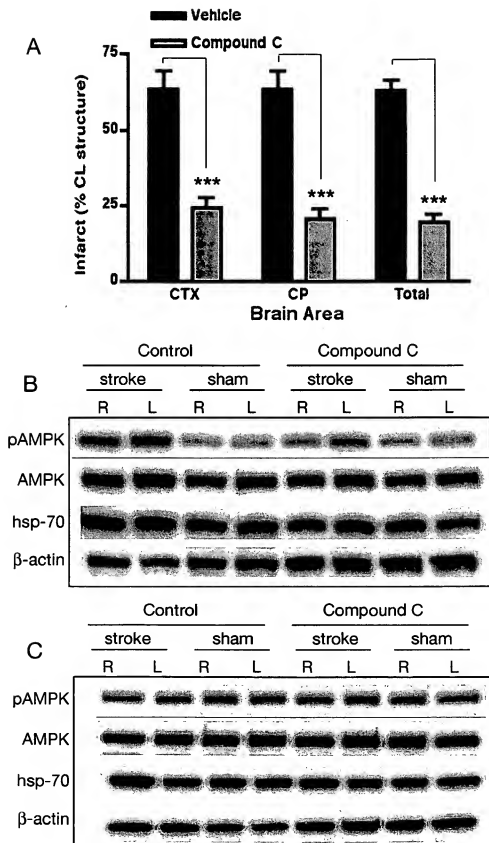 A
Vehicle
Compound C
Infarct (% CL structure)
75
50
25
0
***
***
***
CTX CP Total
Brain Area
B
Control Compound C
stroke sham stroke sham
R L R L R L R L
pAMPK
AMPK
hsp-70
β-actin
C
Control Compound C
stroke sham stroke sham
R L R L R L R L
pAMPK
AMPK
hsp-70
β-actin